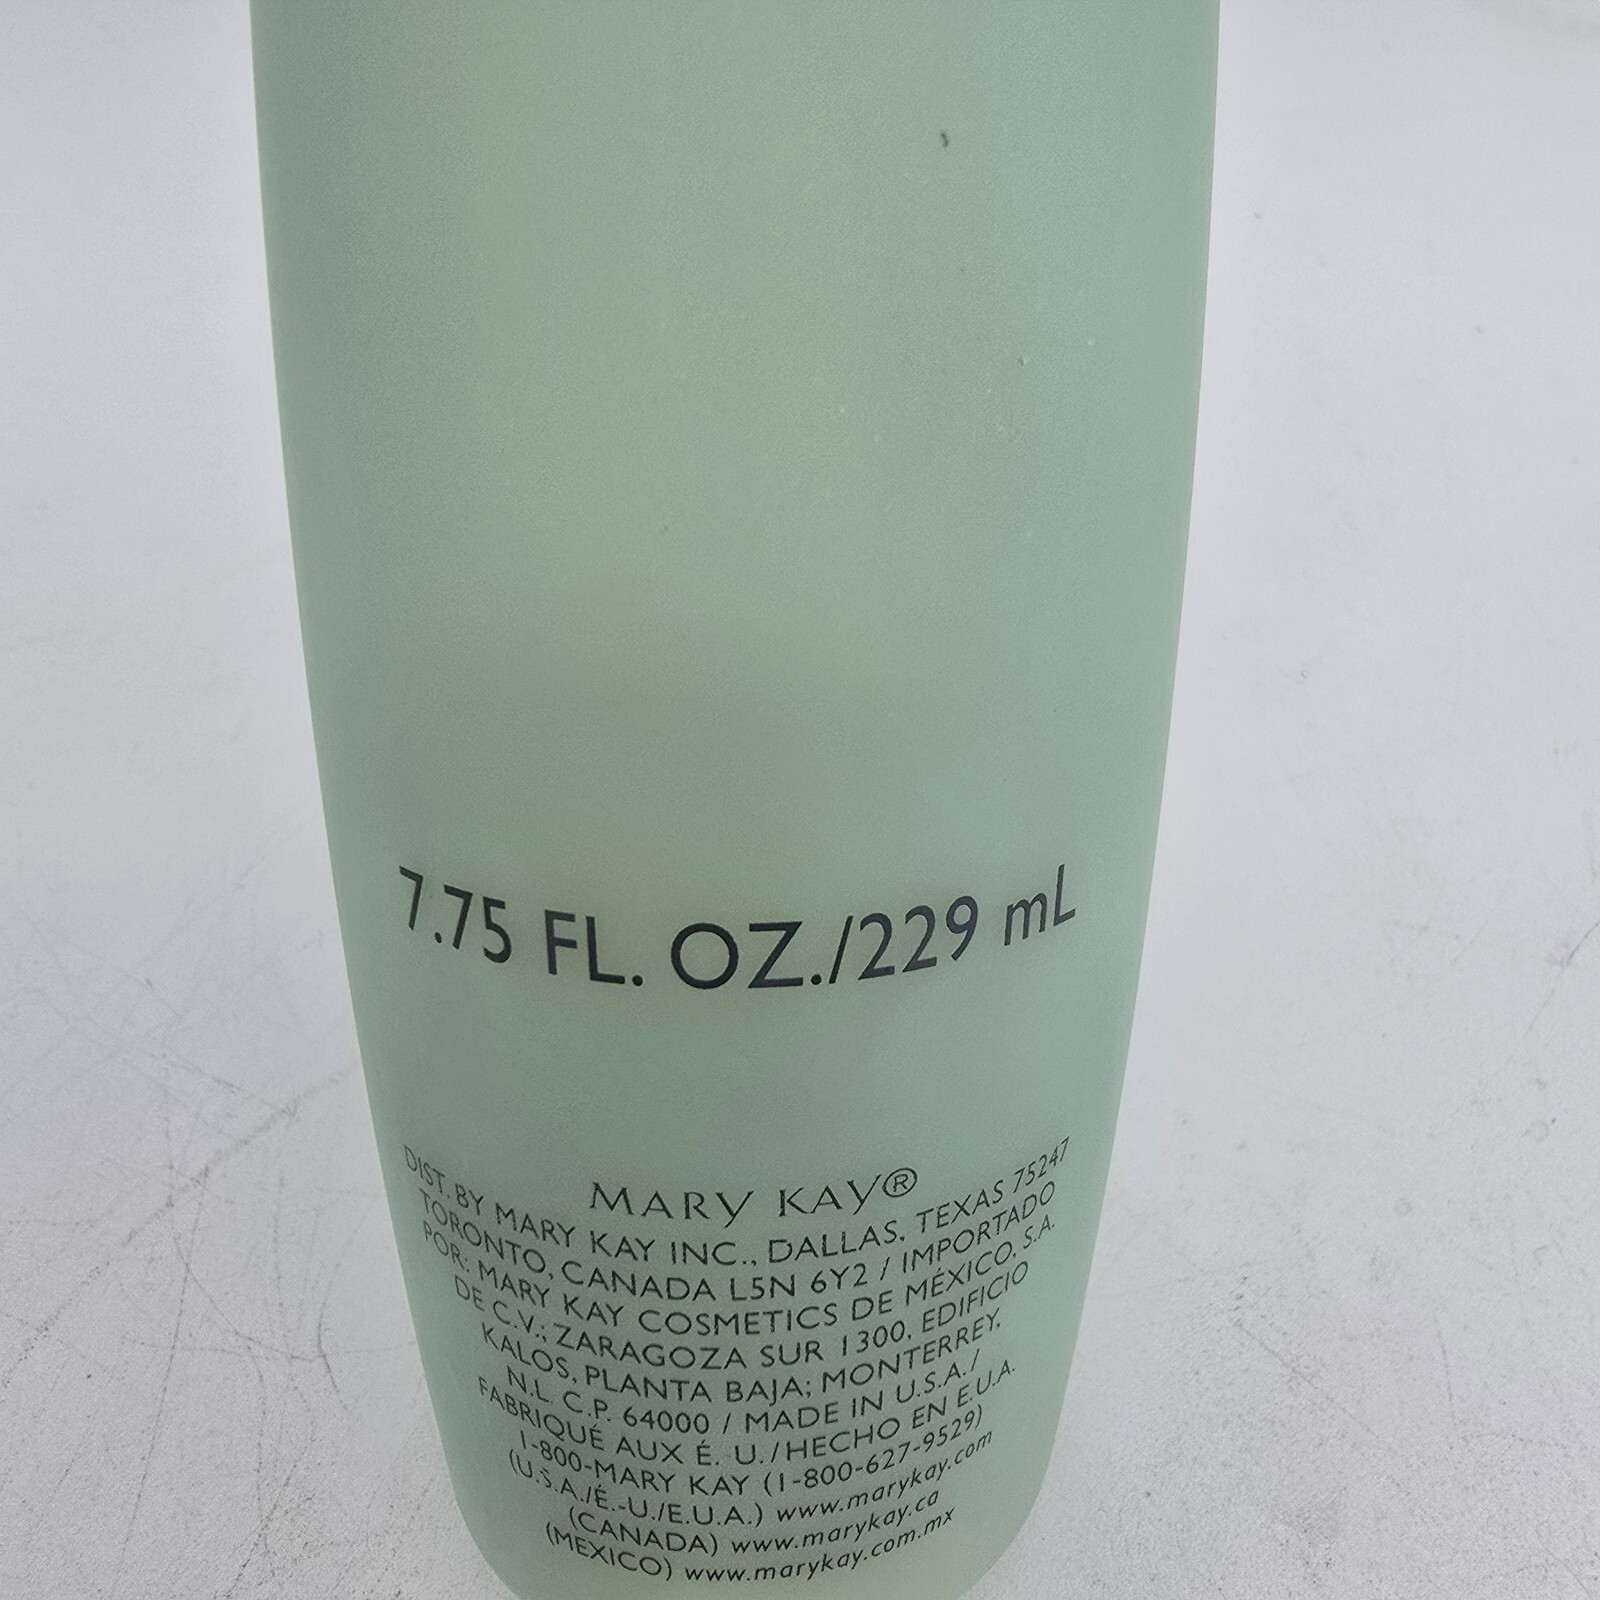 7.75 FL. OZ./229 mL
MARY KAY®
DIST. BY MARY KAY INC., DALLAS, TEXAS 75247
TORONTO, CANADA L5N 6Y2 / IMPORTADO
POR: MARY KAY COSMETICS DE MÉXICO, S.A.
DE C.V.; ZARAGOZA SUR 1300, EDIFICIO
KALOS, PLANTA BAJA; MONTERREY,
N.L. C.P. 64000 / MADE IN U.S.A./
FABRIQUÉ AUX É. U./HECHO EN E.U.A.
1-800-MARY KAY (1-800-627-9529)
(U.S.A./É.-U./E.U.A.) www.marykay.com
(CANADA) www.marykay.ca
(MEXICO) www.marykay.com.mx